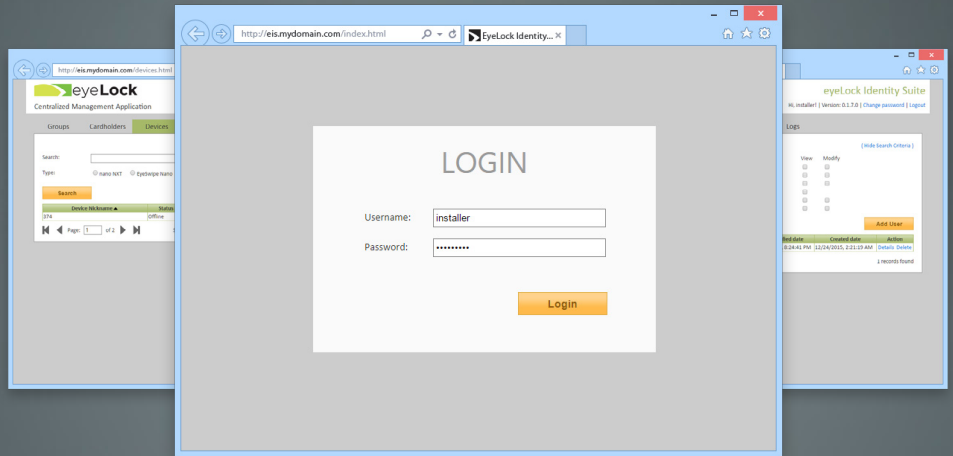 http://eis.mydomain.com/index.html
EyeLock Identity...
LOGIN
Username:
installer
Password:
Login
http://eis.mydomain.com/devices.html
eyeLock
Centralized Management Application
Groups Cardholders Devices
Search:
Type: nano NXT EyeSwipe Nano
Search
Device Nickname Status
374 Offline
Page: 1 of 2
eyeLock Identity Suite
Hi, installer! | Version: 0.1.7.0 | Change password | Logout
Logs
[Hide Search Criteria]
View Modify
Add User
Created date Action
8:24:41 PM 12/24/2015, 2:21:19 AM Details Delete
records found